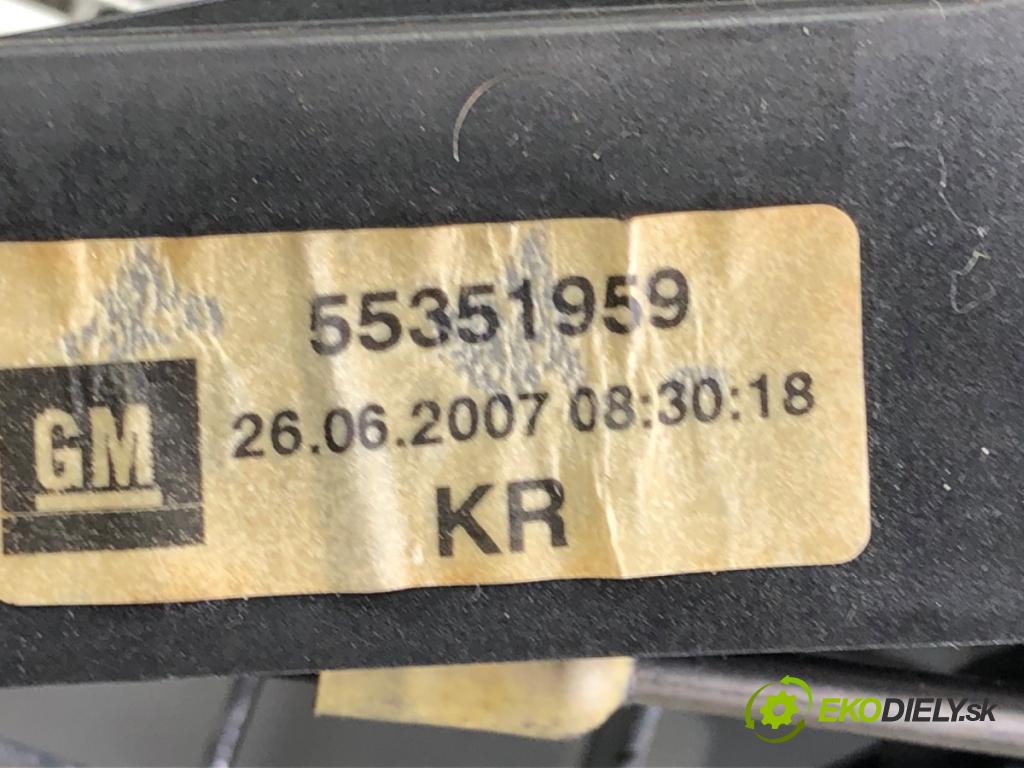 55351959
GM
26.06.2007 08:30:18
KR
EKODIELY.sk